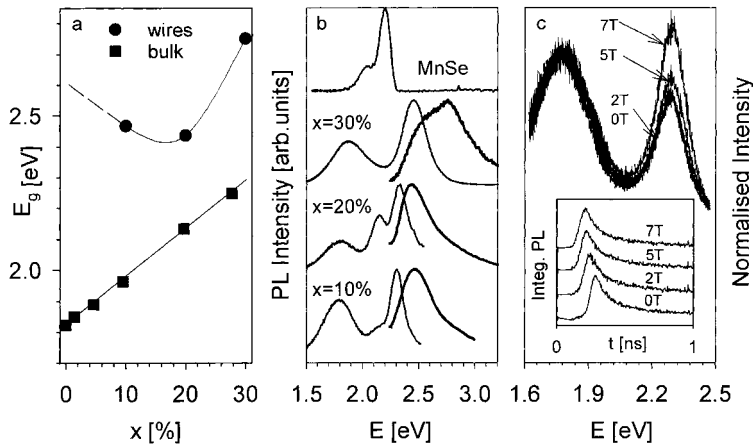 a
wires
bulk
E_g [eV]
2.5
2.0
0
10
20
30
x [%]
b
MnSe
x=30%
x=20%
x=10%
PL Intensity [arb.units]
1.5
2.0
2.5
3.0
E [eV]
c
7T
5T
2T
0T
Integ. PL
7T
5T
2T
0T
0
t [ns]
1
1.6
1.9
2.2
2.5
E [eV]
Normalised Intensity